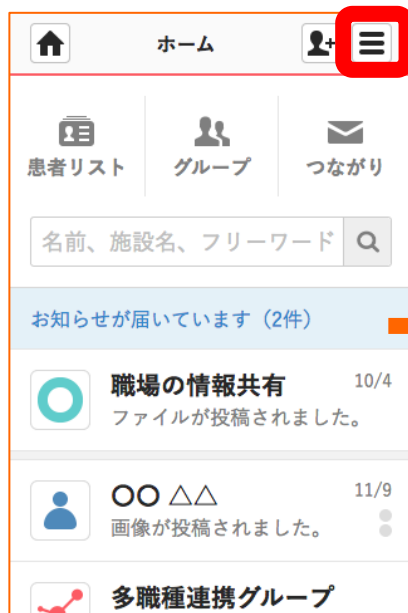 ホーム
患者リスト
グループ
つながり
名前、施設名、フリーワード
お知らせが届いています（2件）
職場の情報共有 10/4
ファイルが投稿されました。
〇〇 △△ 11/9
画像が投稿されました。
多職種連携グループ